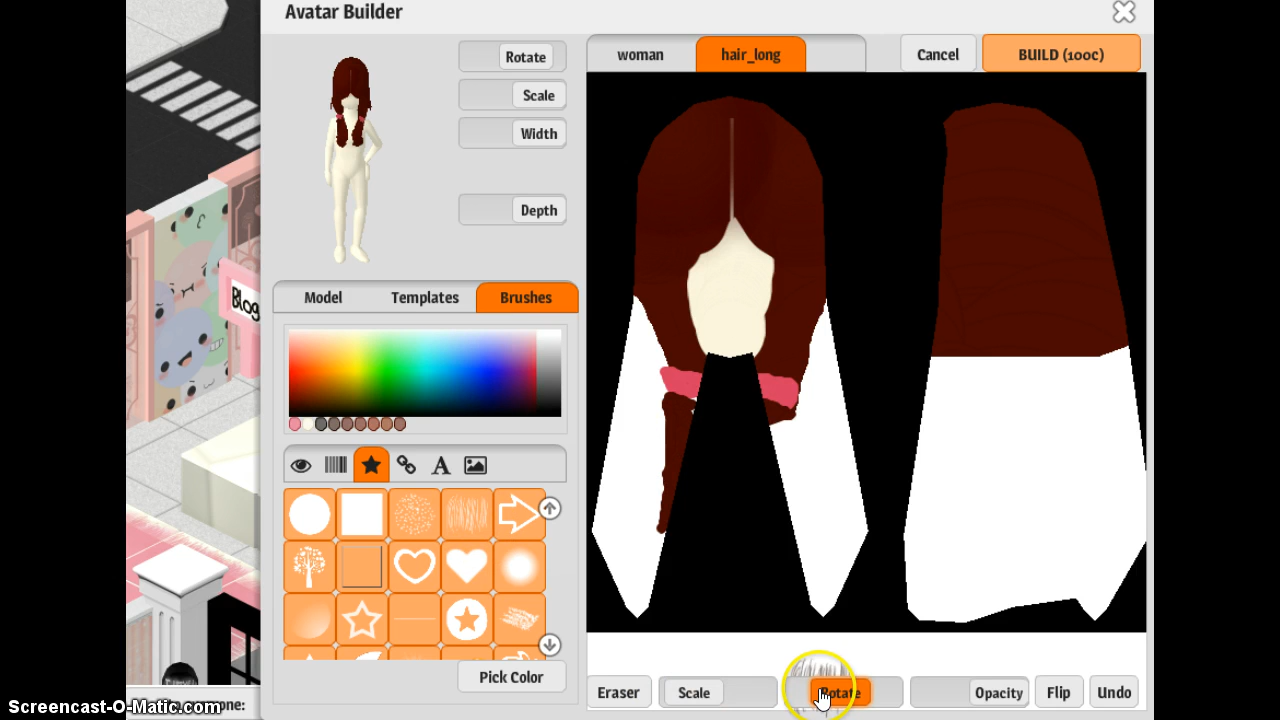 Avatar Builder
Rotate
Scale
Width
Depth
woman
hair_long
Cancel
BUILD (100C)
Model
Templates
Brushes
Blog
A
Pick Color
Eraser
Scale
Rotate
Opacity
Flip
Undo
Screencast-O-Matic.com
one: